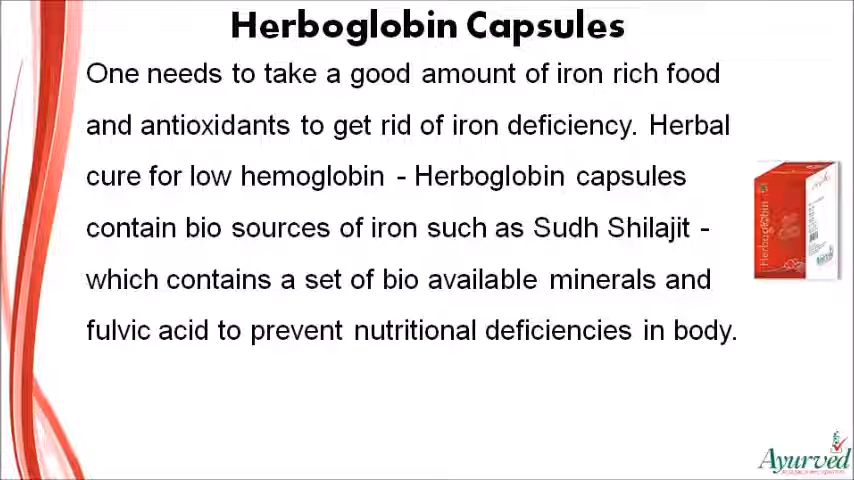 Herboglobin Capsules
One needs to take a good amount of iron rich food
and antioxidants to get rid of iron deficiency. Herbal
cure for low hemoglobin - Herboglobin capsules
contain bio sources of iron such as Sudh Shilajit -
which contains a set of bio available minerals and
fulvic acid to prevent nutritional deficiencies in body.
Herboglobin
Ayurved